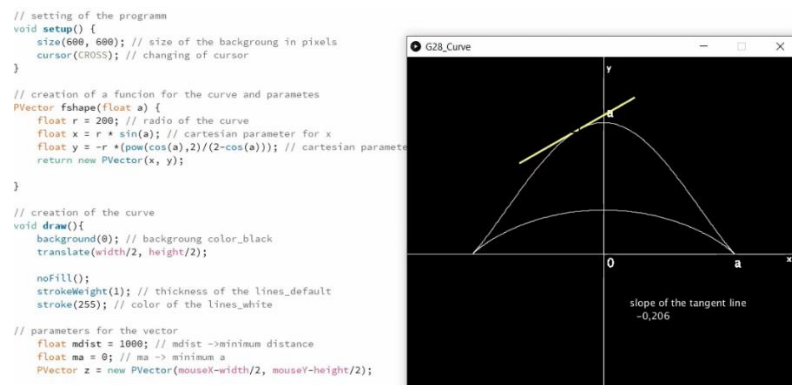 // setting of the programm
void setup() {
size(600, 600); // size of the backgroung in pixels
cursor(CROSS); // changing of cursor
}
// creation of a funcion for the curve and parametes
PVector fshape(float a) {
float r = 200; // radio of the curve
float x = r * sin(a); // cartesian parameter for x
float y = -r *(pow(cos(a),2)/(2-cos(a))); // cartesian paramete
return new PVector(x, y);
}
// creation of the curve
void draw(){
background(0); // backgroung color_black
translate(width/2, height/2);
noFill();
strokeWeight(1); // thickness of the lines_default
stroke(255); // color of the lines_white
// parameters for the vector
float mdist = 1000; // mdist ->minimum distance
float ma = 0; // ma -> minimum a
PVector z = new PVector(mouseX-width/2, mouseY-height/2);
G28_Curve
y
a
0
a
x
slope of the tangent line
-0,206